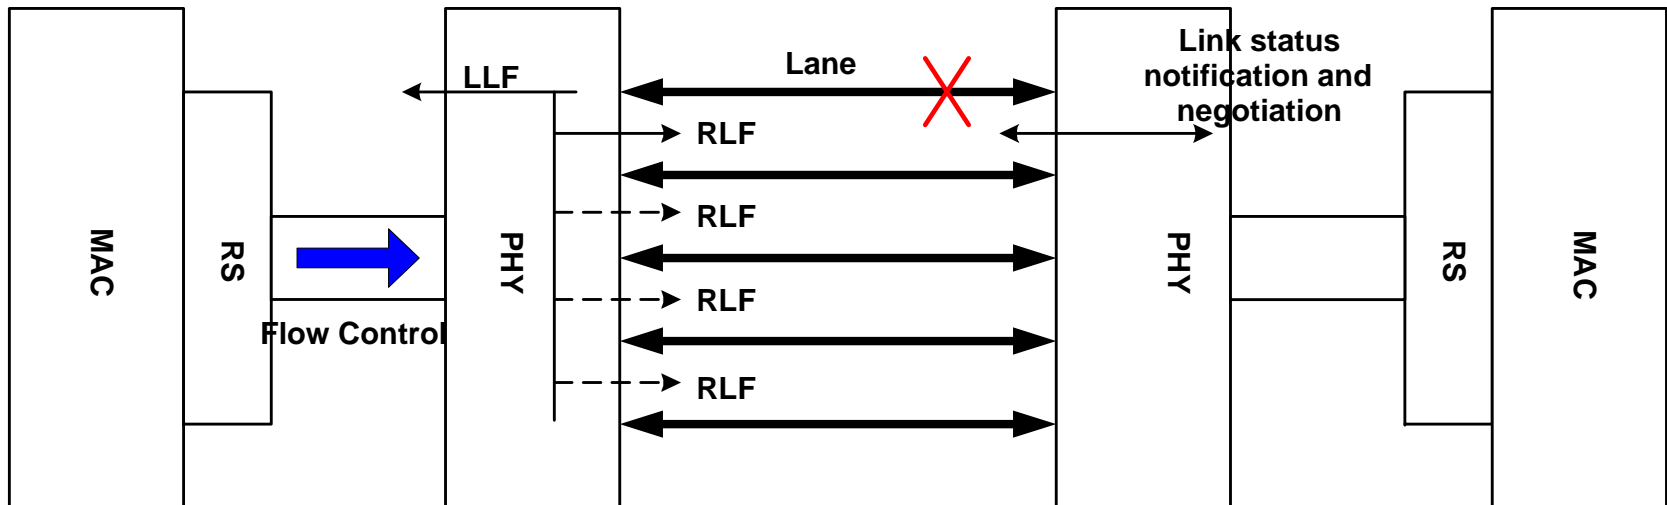 Link status
notification and
negotiation
Lane
LLF
RLF
RLF
RLF
RLF
MAC
RS
PHY
PHY
RS
MAC
Flow Control